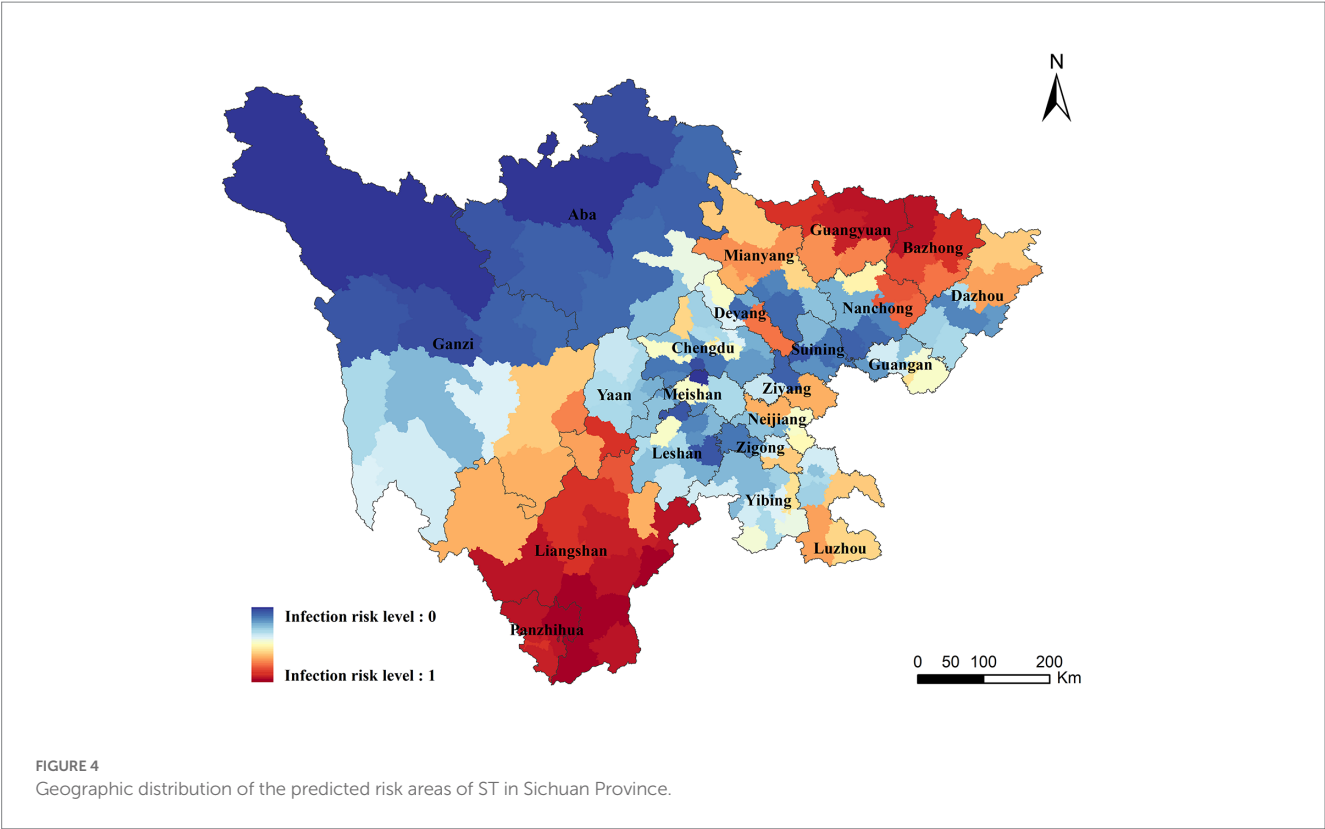 N
Aba
Guangyuan
Bazhong
Mianyang
Dazhou
Nanchong
Deyang
Ganzi
Chengdu
Suining
Guangan
Yaan
Meishan
Ziyang
Neijiang
Leshan
Zigong
Yibing
Liangshan
Luzhou
Panzhihua
Infection risk level : 0
Infection risk level : 1
0 50 100 200
Km
FIGURE 4
Geographic distribution of the predicted risk areas of ST in Sichuan Province.